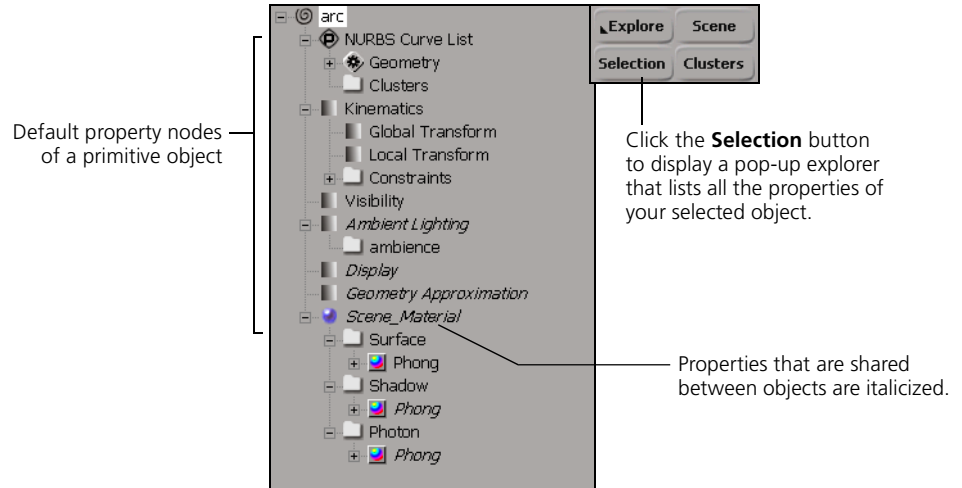 arc
NURBS Curve List
Geometry
Clusters
Kinematics
Global Transform
Local Transform
Constraints
Visibility
Ambient Lighting
ambience
Display
Geometry Approximation
Scene_Material
Surface
Phong
Shadow
Phong
Photon
Phong
Explore Scene
Selection Clusters
Default property nodes
of a primitive object
Click the Selection button
to display a pop-up explorer
that lists all the properties of
your selected object.
Properties that are shared
between objects are italicized.